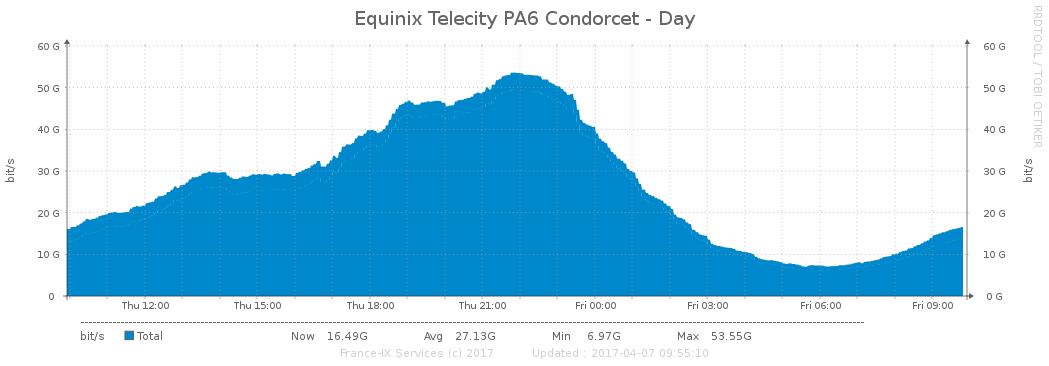 Equinix Telecity PA6 Condorcet - Day
RRDTOOL / TOBI OETIKER
60 G 60 G
50 G 50 G
40 G 40 G
30 G 30 G
20 G 20 G
10 G 10 G
0 0 G
bit/s
bit/s
Thu 12:00 Thu 15:00 Thu 18:00 Thu 21:00 Fri 00:00 Fri 03:00 Fri 06:00 Fri 09:00
bit/s Total Now 16.49G Avg 27.13G Min 6.97G Max 53.55G
France-IX Services (c) 2017 Updated : 2017-04-07 09:55:10